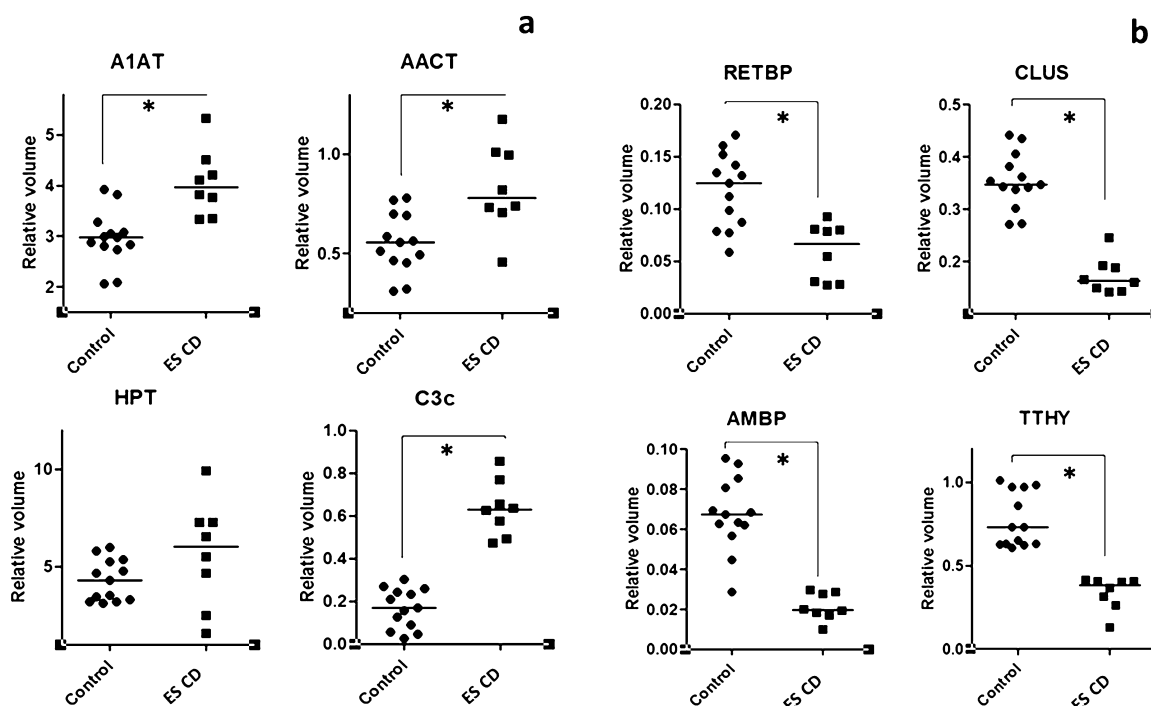 a
A1AT
Relative volume
5
4
3
2
*
Control
ES CD
AACT
Relative volume
1.0
0.5
*
Control
ES CD
HPT
Relative volume
10
5
Control
ES CD
C3c
Relative volume
1.0
0.8
0.6
0.4
0.2
0.0
*
Control
ES CD
b
RETBP
Relative volume
0.20
0.15
0.10
0.05
0.00
*
Control
ES CD
CLUS
Relative volume
0.5
0.4
0.3
0.2
*
Control
ES CD
AMBP
Relative volume
0.10
0.08
0.06
0.04
0.02
0.00
*
Control
ES CD
TTHY
Relative volume
1.0
0.5
0.0
*
Control
ES CD